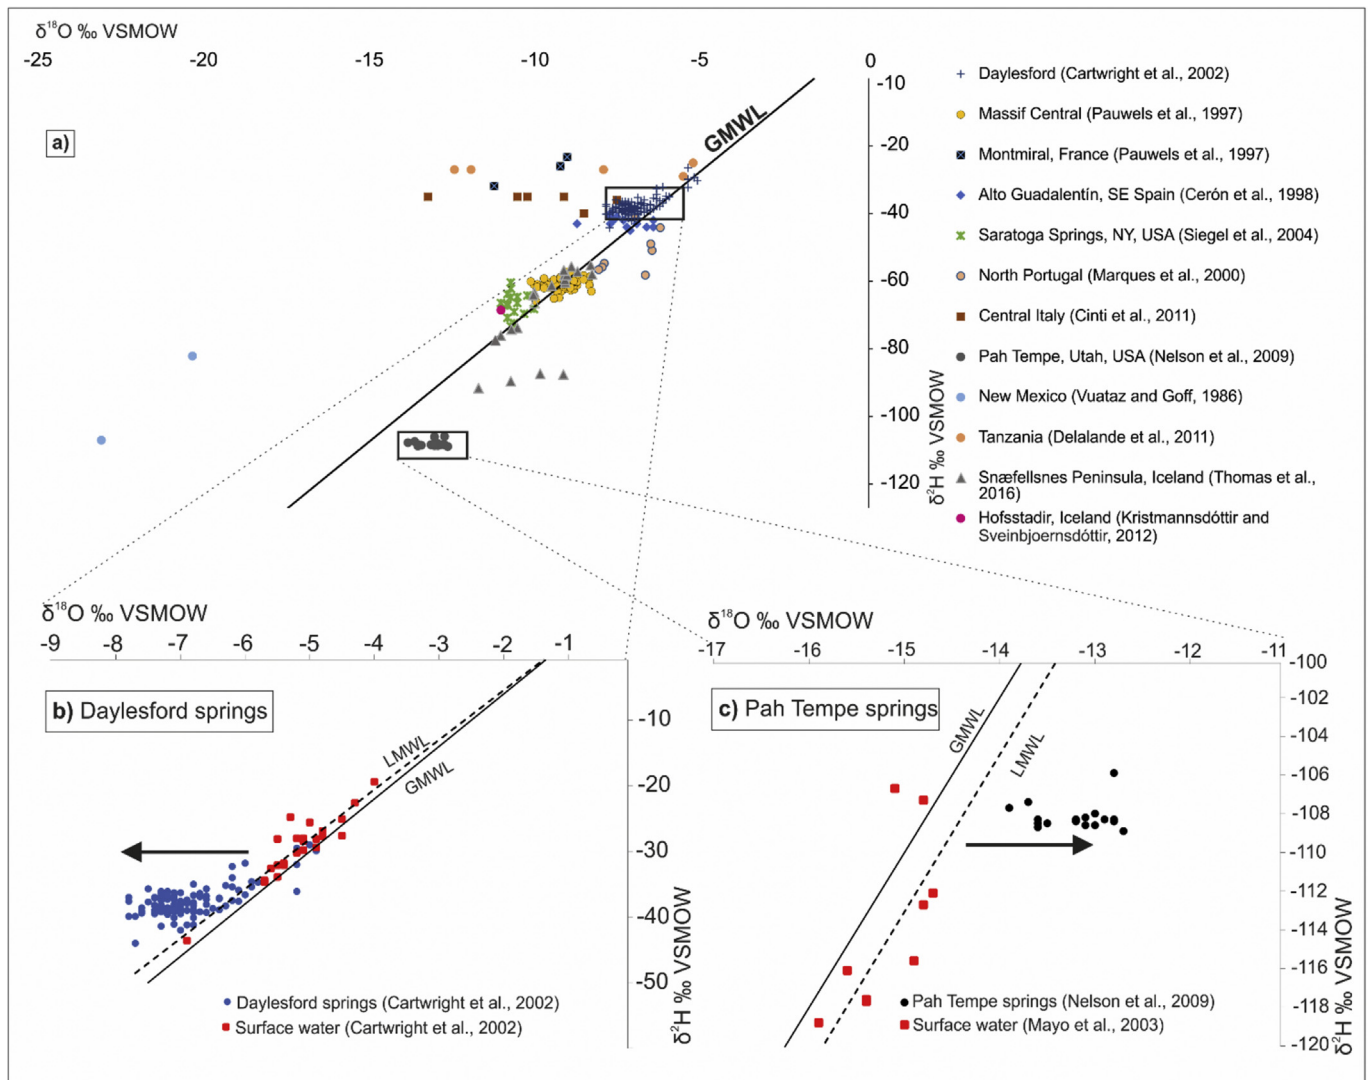 δ¹⁸O ‰ VSMOW
-25 -20 -15 -10 -5 0
-10
-20
-40
-60
-80
-100
-120
δ²H ‰ VSMOW
a)
GMWL
Daylesford (Cartwright et al., 2002)
Massif Central (Pauwels et al., 1997)
Montmiral, France (Pauwels et al., 1997)
Alto Guadalentín, SE Spain (Cerón et al., 1998)
Saratoga Springs, NY, USA (Siegel et al., 2004)
North Portugal (Marques et al., 2000)
Central Italy (Cinti et al., 2011)
Pah Tempe, Utah, USA (Nelson et al., 2009)
New Mexico (Vuataz and Goff, 1986)
Tanzania (Delalande et al., 2011)
Snæfellsnes Peninsula, Iceland (Thomas et al.,
2016)
Hofsstadir, Iceland (Kristmannsdóttir and
Sveinbjoernsdóttir, 2012)
δ¹⁸O ‰ VSMOW
-9 -8 -7 -6 -5 -4 -3 -2 -1
b) Daylesford springs
LMWL
GMWL
-10
-20
-30
-40
-50
δ²H ‰ VSMOW
Daylesford springs (Cartwright et al., 2002)
Surface water (Cartwright et al., 2002)
δ¹⁸O ‰ VSMOW
-17 -16 -15 -14 -13 -12 -11
c) Pah Tempe springs
GMWL
LMWL
-100
-102
-104
-106
-108
-110
-112
-114
-116
-118
-120
δ²H ‰ VSMOW
Pah Tempe springs (Nelson et al., 2009)
Surface water (Mayo et al., 2003)